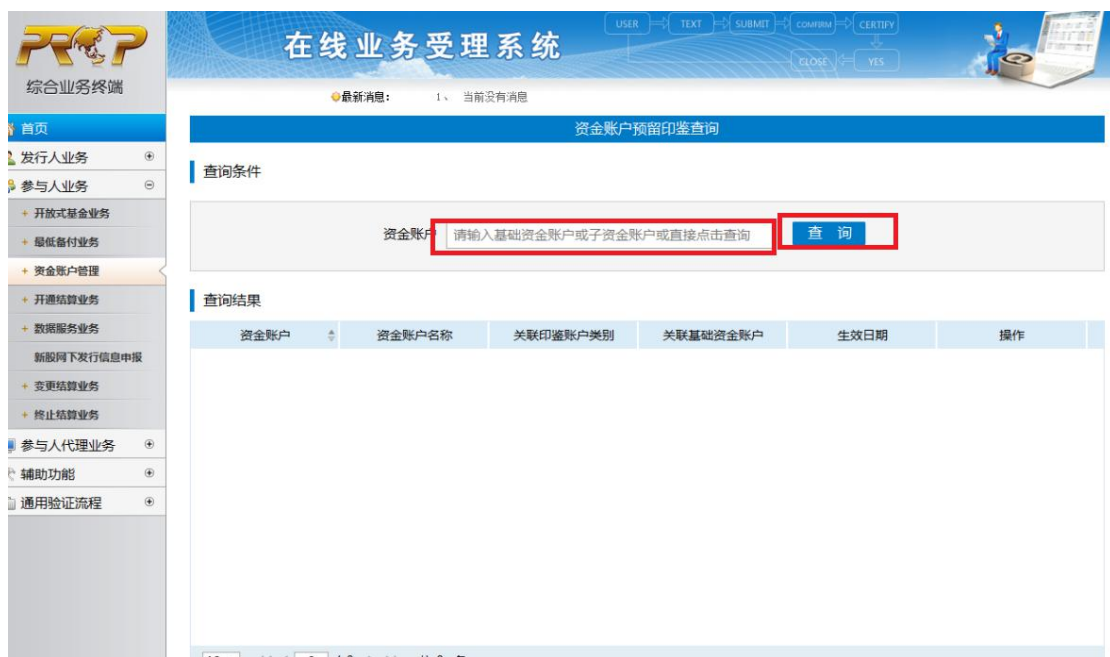 PROP
综合业务终端
在线业务受理系统
USER TEXT SUBMIT COMFIRM CERTIFY
CLOSE YES
最新消息： 1、 当前没有消息
首页
发行人业务
参与人业务
+ 开放式基金业务
+ 最低备付业务
+ 资金账户管理
+ 开通结算业务
+ 数据服务业务
新股网下发行信息申报
+ 变更结算业务
+ 终止结算业务
参与人代理业务
辅助功能
通用验证流程
资金账户预留印鉴查询
查询条件
资金账户 请输入基础资金账户或子资金账户或直接点击查询 查 询
查询结果
资金账户 资金账户名称 关联印鉴账户类别 关联基础资金账户 生效日期 操作